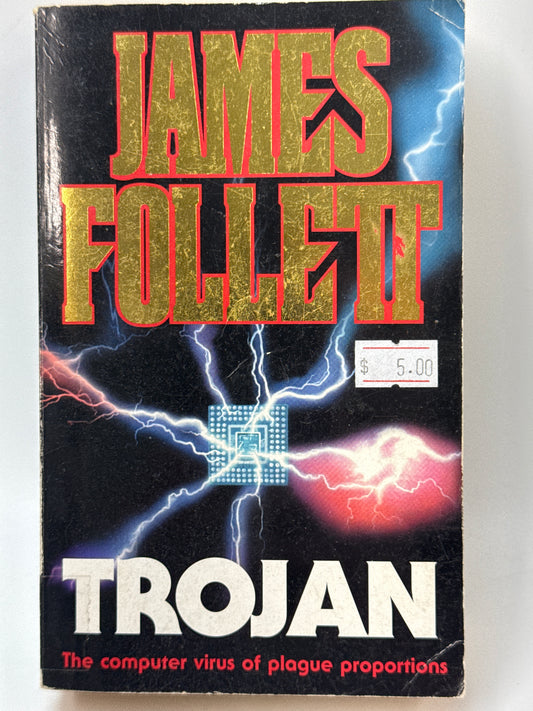 JAMES
FOLLETT
$ 5.00
TROJAN
The computer virus of plague proportions